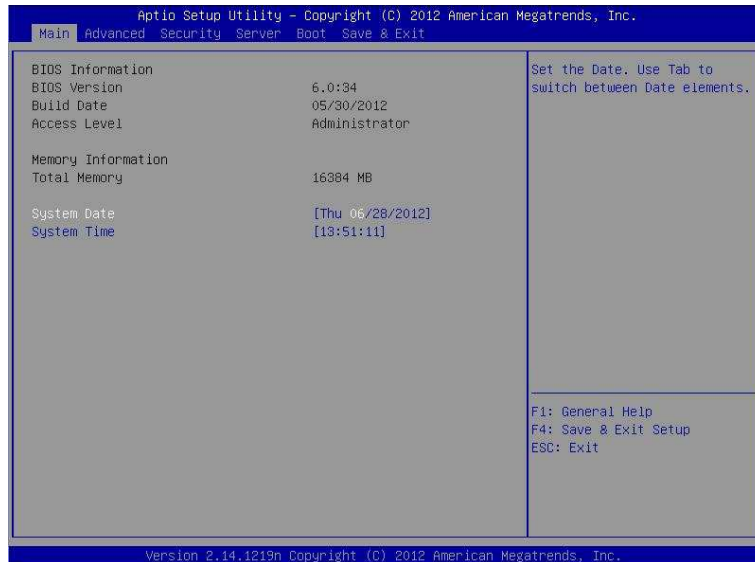 Aptio Setup Utility – Copyright (C) 2012 American Megatrends, Inc.
Main Advanced Security Server Boot Save & Exit
BIOS Information
BIOS Version 6.0:34
Build Date 05/30/2012
Access Level Administrator
Memory Information
Total Memory 16384 MB
System Date [Thu 06/28/2012]
System Time [13:51:11]
Set the Date. Use Tab to
switch between Date elements.
F1: General Help
F4: Save & Exit Setup
ESC: Exit
Version 2.14.1219n Copyright (C) 2012 American Megatrends, Inc.